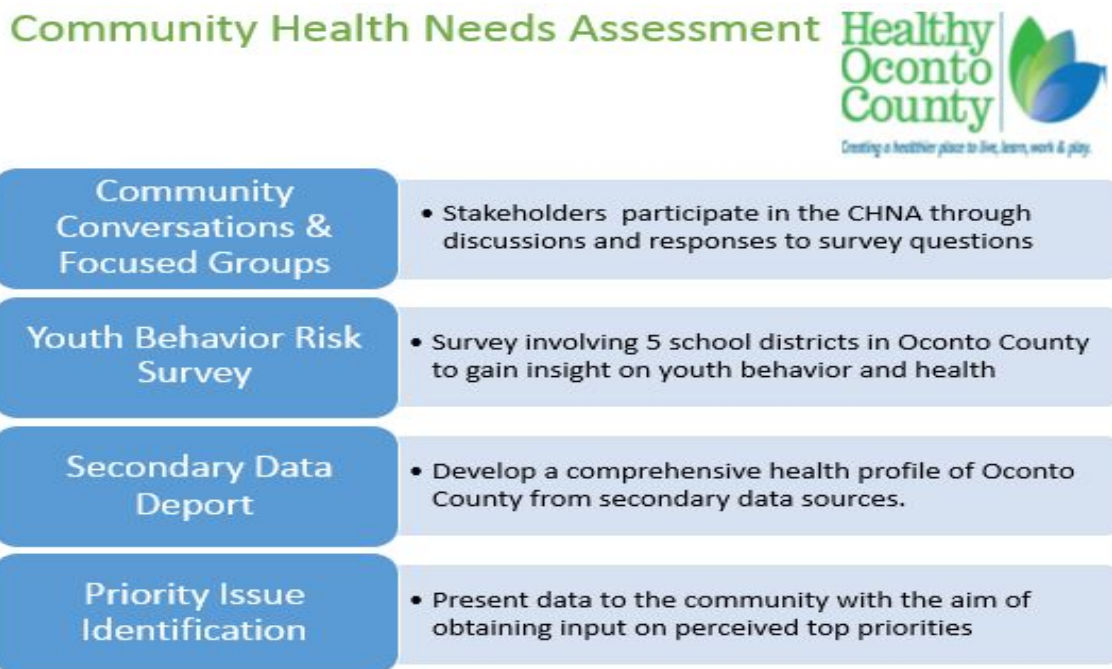 Community Health Needs Assessment
Healthy
Oconto
County
Creating a healthier place to live, learn, work & play.
Community
Conversations &
Focused Groups
• Stakeholders participate in the CHNA through
discussions and responses to survey questions
Youth Behavior Risk
Survey
• Survey involving 5 school districts in Oconto County
to gain insight on youth behavior and health
Secondary Data
Deport
• Develop a comprehensive health profile of Oconto
County from secondary data sources.
Priority Issue
Identification
• Present data to the community with the aim of
obtaining input on perceived top priorities